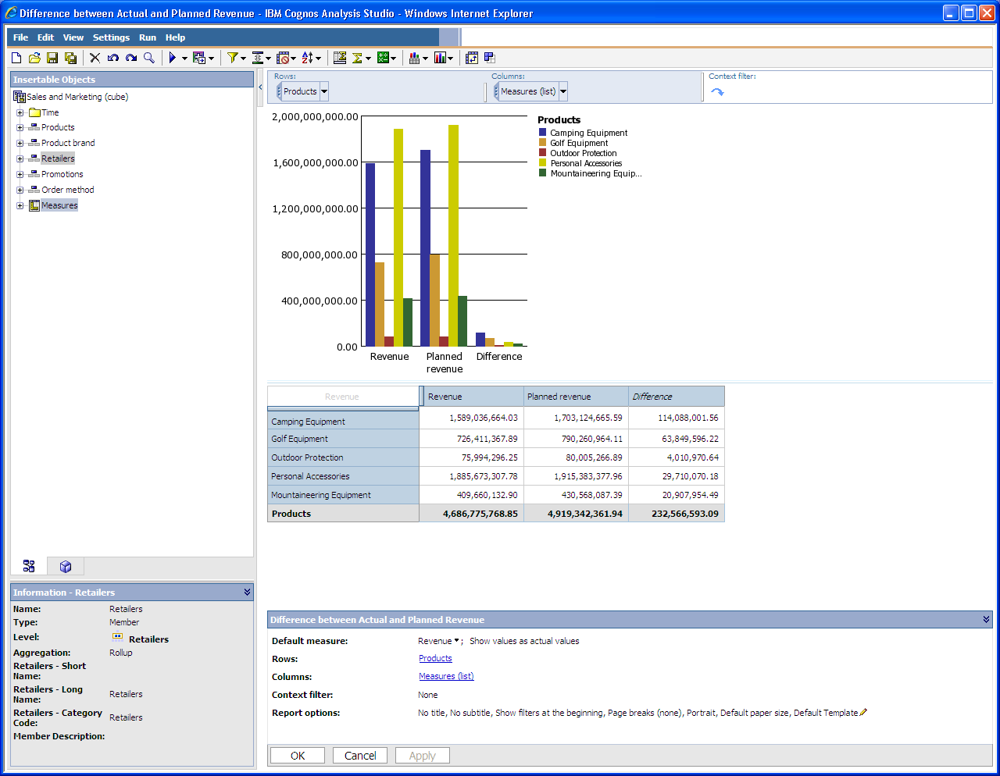 Difference between Actual and Planned Revenue - IBM Cognos Analysis Studio - Windows Internet Explorer
File Edit View Settings Run Help
Insertable Objects
Sales and Marketing (cube)
Time
Products
Product brand
Retailers
Promotions
Order method
Measures
Rows:
Products
Columns:
Measures (list)
Context filter:
2,000,000,000.00
1,600,000,000.00
1,200,000,000.00
800,000,000.00
400,000,000.00
0.00
Revenue
Planned
revenue
Difference
Products
Camping Equipment
Golf Equipment
Outdoor Protection
Personal Accessories
Mountaineering Equip...
Revenue Revenue Planned revenue Difference
Camping Equipment 1,589,036,664.03 1,703,124,665.59 114,088,001.56
Golf Equipment 726,411,367.89 790,260,964.11 63,849,596.22
Outdoor Protection 75,994,296.25 80,005,266.89 4,010,970.64
Personal Accessories 1,885,673,307.78 1,915,383,377.96 29,710,070.18
Mountaineering Equipment 409,660,132.90 430,568,087.39 20,907,954.49
Products 4,686,775,768.85 4,919,342,361.94 232,566,593.09
Information - Retailers
Name: Retailers
Type: Member
Level: Retailers
Aggregation: Rollup
Retailers - Short
Name:
Retailers - Long
Name: Retailers
Retailers - Category
Code: Retailers
Member Description:
Difference between Actual and Planned Revenue
Default measure: Revenue ; Show values as actual values
Rows: Products
Columns: Measures (list)
Context filter: None
Report options: No title, No subtitle, Show filters at the beginning, Page breaks (none), Portrait, Default paper size, Default Template
OK Cancel Apply